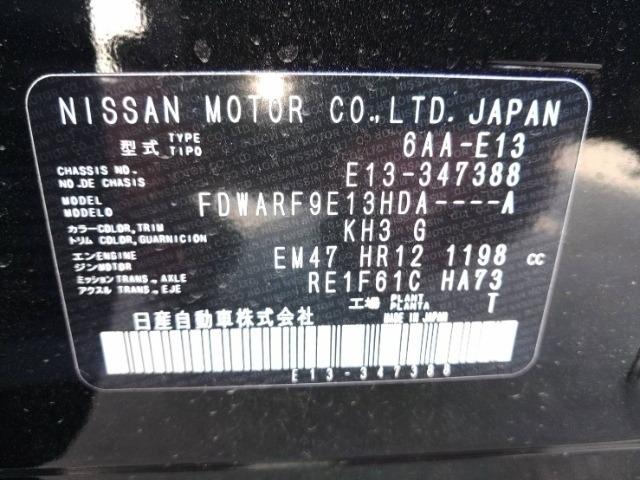 NISSAN MOTOR CO.,LTD. JAPAN
型式 TYPE TIPO 6AA-E13
CHASSIS NO. NO.DE CHASIS E13-347388
MODEL MODELO FDWARF9E13HDA----A
カラー COLOR,TRIM トリム COLOR,GUARNICION KH3 G
エンジン ENGINE MOTOR EM47 HR12 1198 cc
ミッション TRANS.,AXLE アクスル TRANS.,EJE RE1F61C HA73
工場 PLANT PLANTA T
日産自動車株式会社 MADE IN JAPAN
E13-347388